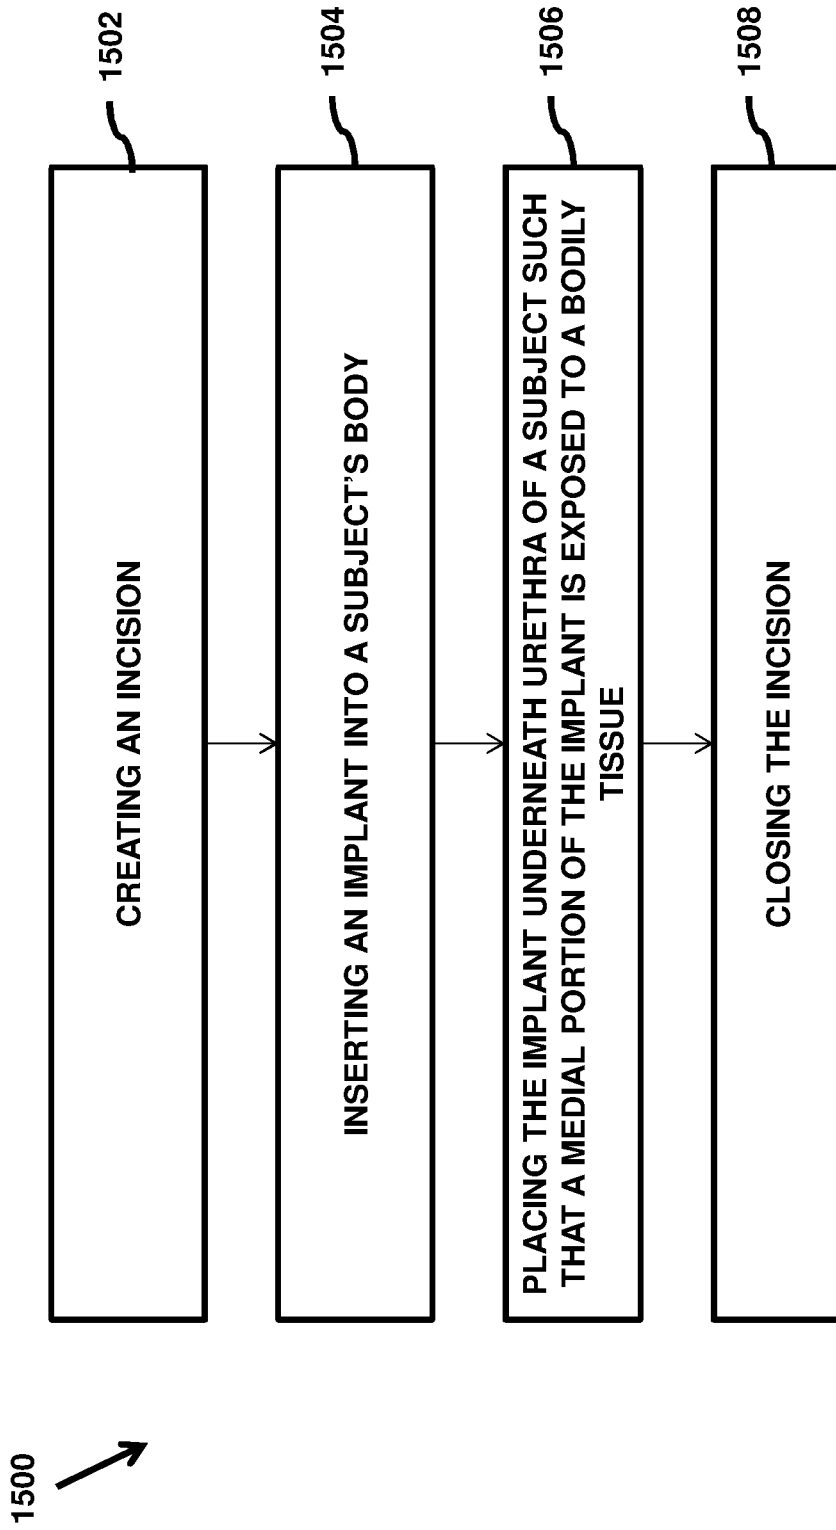 1500
CREATING AN INCISION
1502
INSERTING AN IMPLANT INTO A SUBJECT'S BODY
1504
PLACING THE IMPLANT UNDERNEATH URETHRA OF A SUBJECT SUCH
THAT A MEDIAL PORTION OF THE IMPLANT IS EXPOSED TO A BODILY
TISSUE
1506
CLOSING THE INCISION
1508